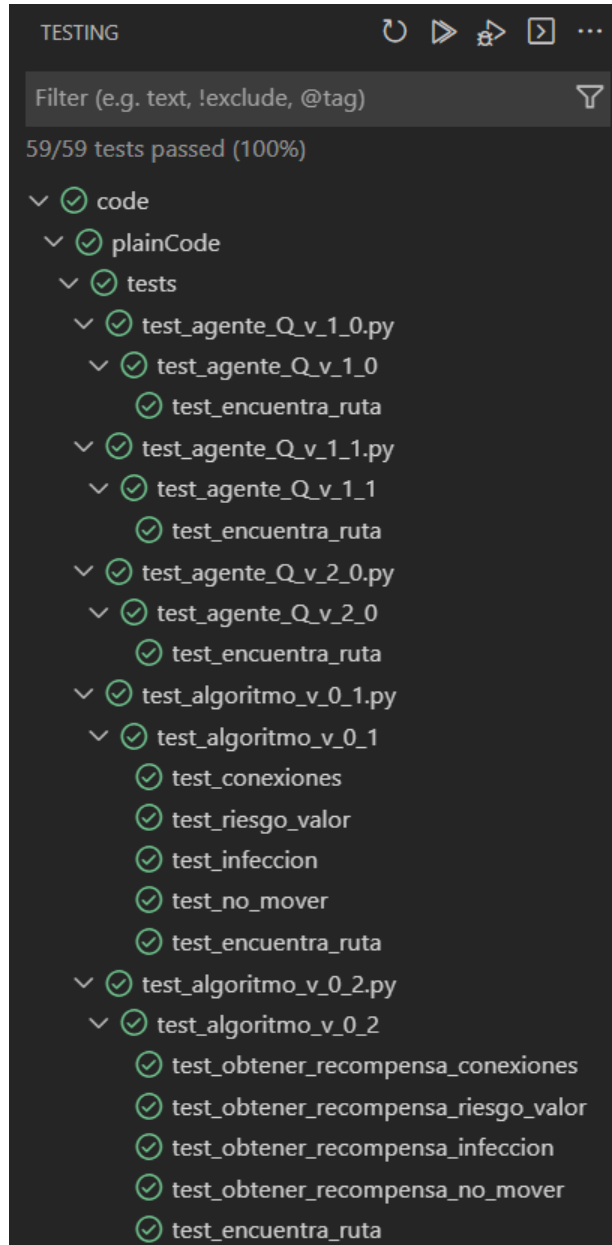 TESTING
Filter (e.g. text, !exclude, @tag)
59/59 tests passed (100%)
code
plainCode
tests
test_agente_Q_v_1_0.py
test_agente_Q_v_1_0
test_encuentra_ruta
test_agente_Q_v_1_1.py
test_agente_Q_v_1_1
test_encuentra_ruta
test_agente_Q_v_2_0.py
test_agente_Q_v_2_0
test_encuentra_ruta
test_algoritmo_v_0_1.py
test_algoritmo_v_0_1
test_conexiones
test_riesgo_valor
test_infeccion
test_no_mover
test_encuentra_ruta
test_algoritmo_v_0_2.py
test_algoritmo_v_0_2
test_obtener_recompensa_conexiones
test_obtener_recompensa_riesgo_valor
test_obtener_recompensa_infeccion
test_obtener_recompensa_no_mover
test_encuentra_ruta